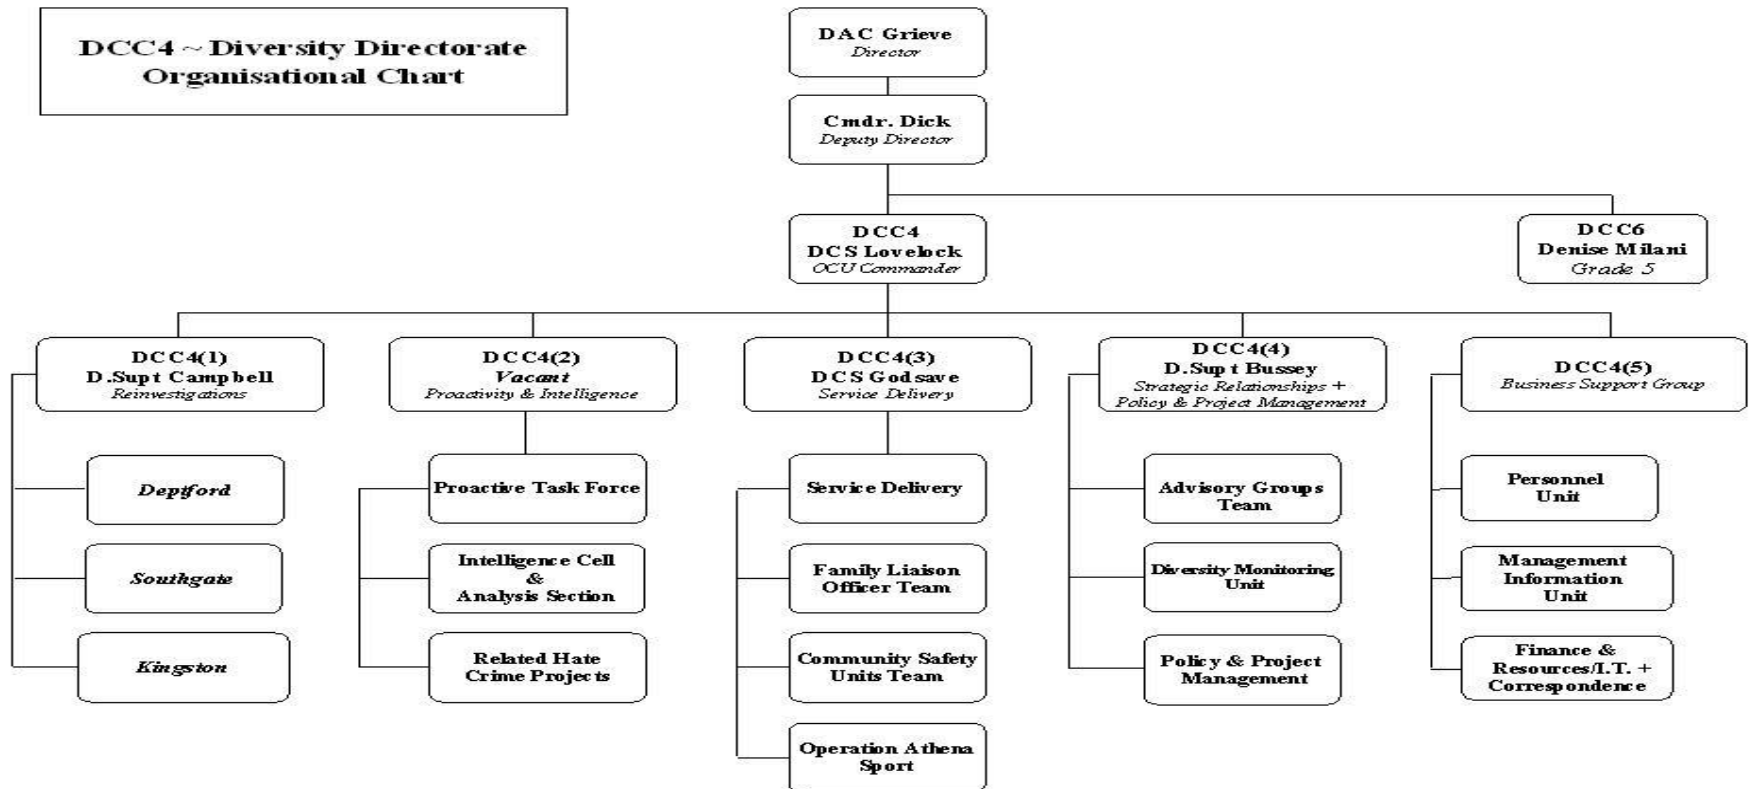 DCC4 ~ Diversity Directorate
Organisational Chart
DAC Grieve
Director
Cmdr. Dick
Deputy Director
DCC4
DCS Lovelock
OCU Commander
DCC6
Denise Milani
Grade 5
DCC4(1)
D.Supt Campbell
Reinvestigations
DCC4(2)
Vacant
Proactivity & Intelligence
DCC4(3)
DCS Godsave
Service Delivery
DCC4(4)
D.Supt Bussey
Strategic Relationships +
Policy & Project Management
DCC4(5)
Business Support Group
Deptford
Southgate
Kingston
Proactive Task Force
Intelligence Cell
&
Analysis Section
Related Hate
Crime Projects
Service Delivery
Family Liaison
Officer Team
Community Safety
Units Team
Operation Athena
Sport
Advisory Groups
Team
Diversity Monitoring
Unit
Policy & Project
Management
Personnel
Unit
Management
Information
Unit
Finance &
Resources/I.T. +
Correspondence